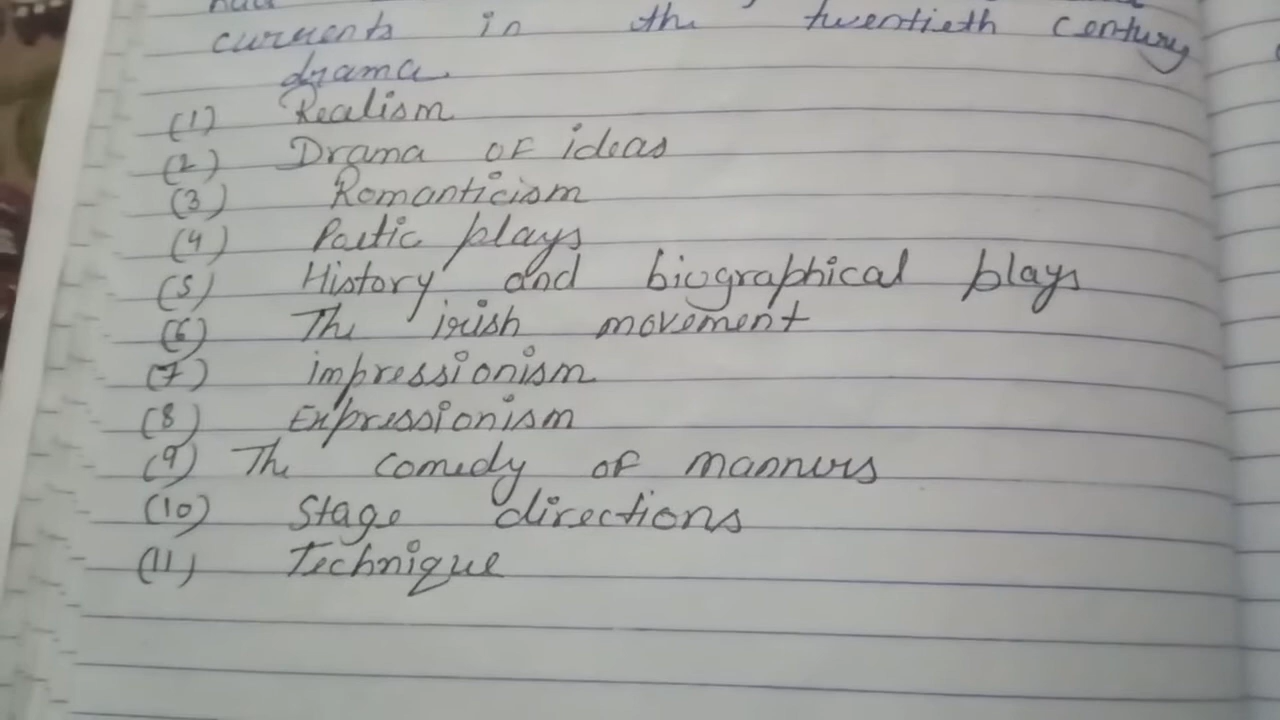 currents in the twentieth century
drama.
(1) Realism
(2) Drama of ideas
(3) Romanticism
(4) Poetic plays
(5) History and biographical plays
(6) The irish movement
(7) impressionism
(8) Expressionism
(9) The comedy of manners
(10) Stage directions
(11) Technique